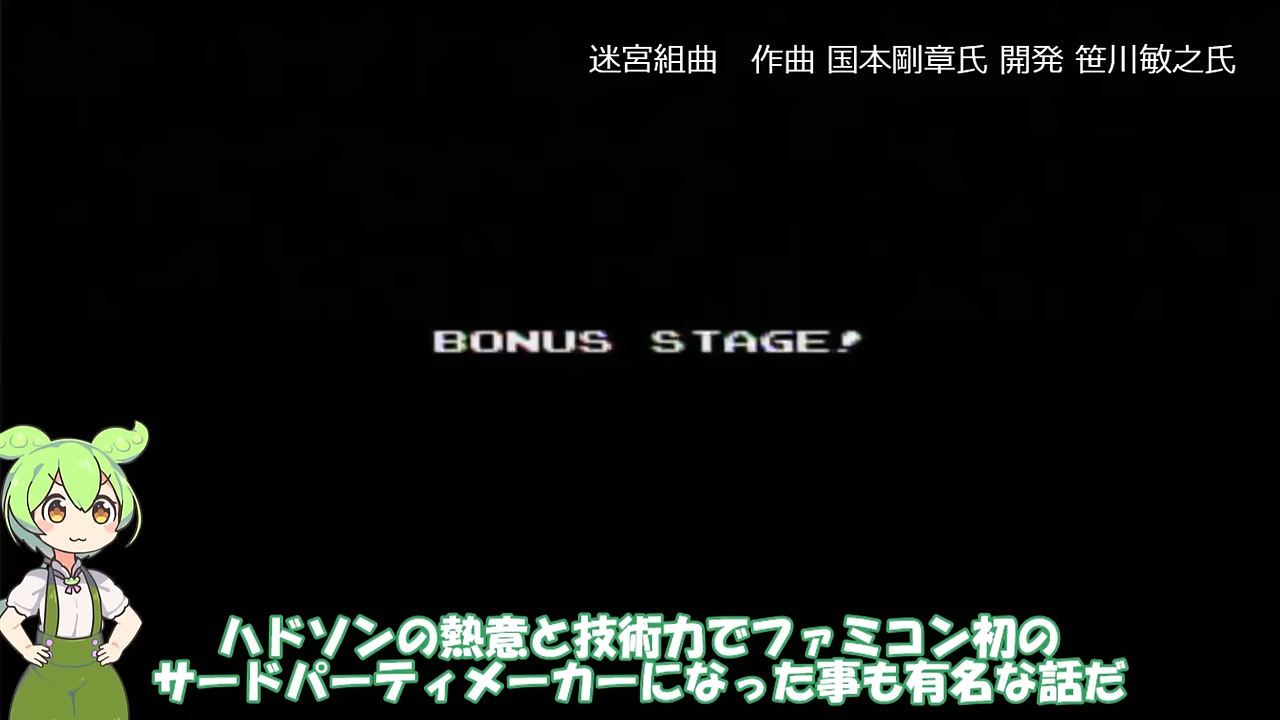 迷宮組曲　作曲 国本剛章氏 開発 笹川敏之氏
BONUS STAGE!
ハドソンの熱意と技術力でファミコン初の
サードパーティメーカーになった事も有名な話だ